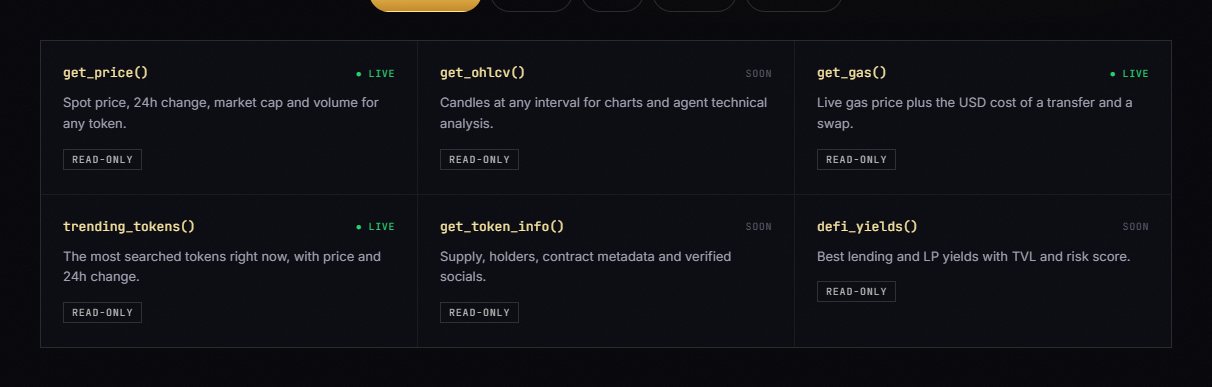 get_price()
● LIVE
Spot price, 24h change, market cap and volume for
any token.
READ-ONLY
get_ohlcv()
SOON
Candles at any interval for charts and agent technical
analysis.
READ-ONLY
get_gas()
● LIVE
Live gas price plus the USD cost of a transfer and a
swap.
READ-ONLY
trending_tokens()
● LIVE
The most searched tokens right now, with price and
24h change.
READ-ONLY
get_token_info()
SOON
Supply, holders, contract metadata and verified
socials.
READ-ONLY
defi_yields()
SOON
Best lending and LP yields with TVL and risk score.
READ-ONLY